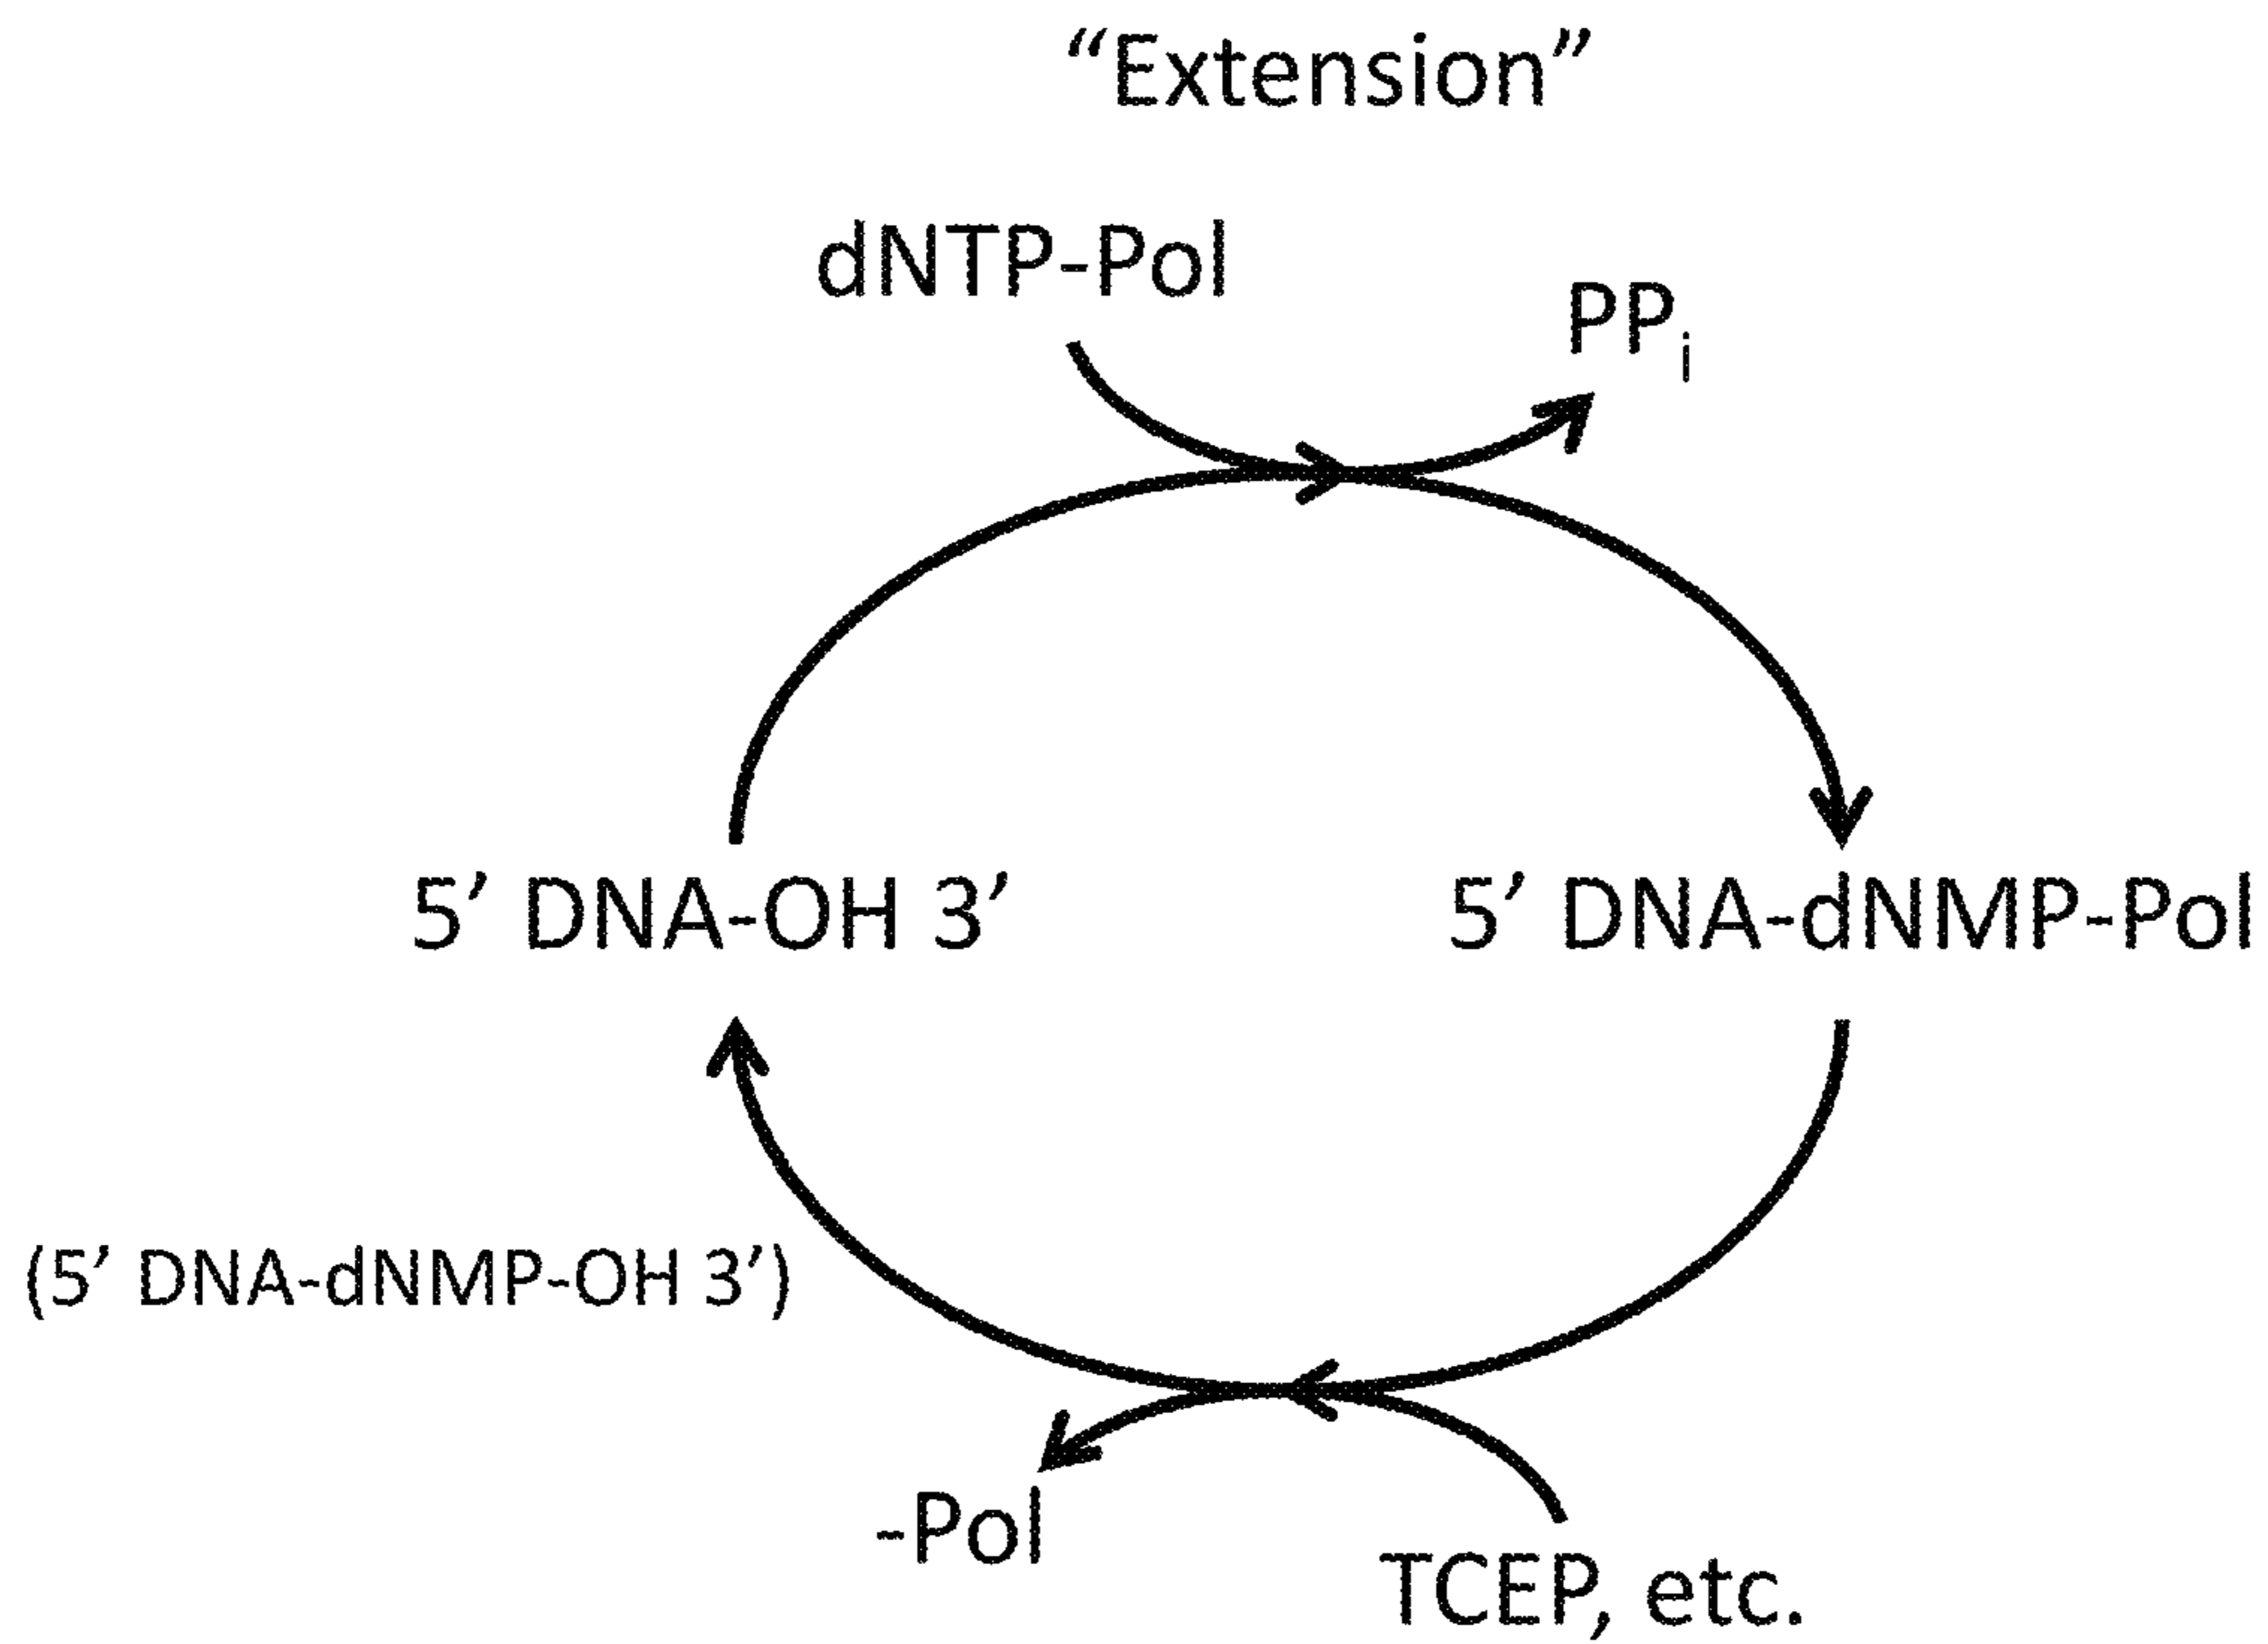 “Extension”
dNTP-Pol
PPi
5’ DNA-OH 3’
5’ DNA-dNMP-Pol
(5’ DNA-dNMP-OH 3’)
-Pol
TCEP, etc.